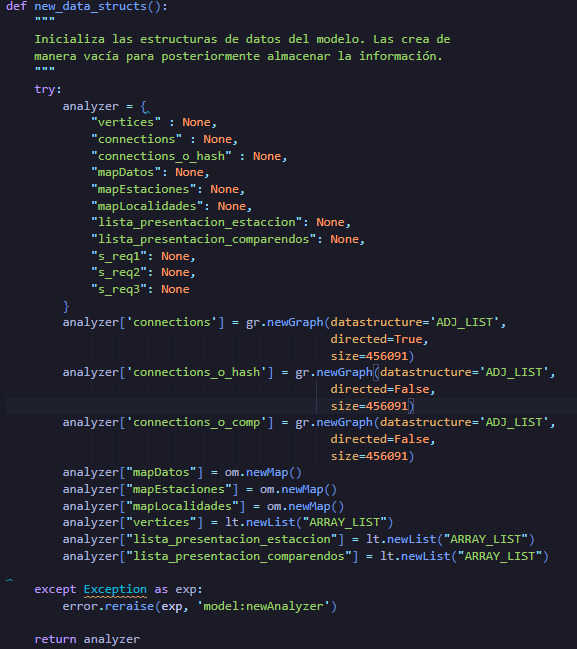 def new_data_structs():
    """
    Inicializa las estructuras de datos del modelo. Las crea de
    manera vacía para posteriormente almacenar la información.
    """
    try:
        analyzer = {
            "vertices" : None,
            "connections" : None,
            "connections_o_hash" : None,
            "mapDatos": None,
            "mapEstaciones": None,
            "mapLocalidades": None,
            "lista_presentacion_estaccion": None,
            "lista_presentacion_comparendos": None,
            "s_req1": None,
            "s_req2": None,
            "s_req3": None
        }
        analyzer['connections'] = gr.newGraph(datastructure='ADJ_LIST',
                                              directed=True,
                                              size=456091)
        analyzer['connections_o_hash'] = gr.newGraph(datastructure='ADJ_LIST',
                                              directed=False,
                                              size=456091)
        analyzer['connections_o_comp'] = gr.newGraph(datastructure='ADJ_LIST',
                                              directed=False,
                                              size=456091)
        analyzer["mapDatos"] = om.newMap()
        analyzer["mapEstaciones"] = om.newMap()
        analyzer["mapLocalidades"] = om.newMap()
        analyzer["vertices"] = lt.newList("ARRAY_LIST")
        analyzer["lista_presentacion_estaccion"] = lt.newList("ARRAY_LIST")
        analyzer["lista_presentacion_comparendos"] = lt.newList("ARRAY_LIST")

    except Exception as exp:
        error.reraise(exp, 'model:newAnalyzer')

    return analyzer